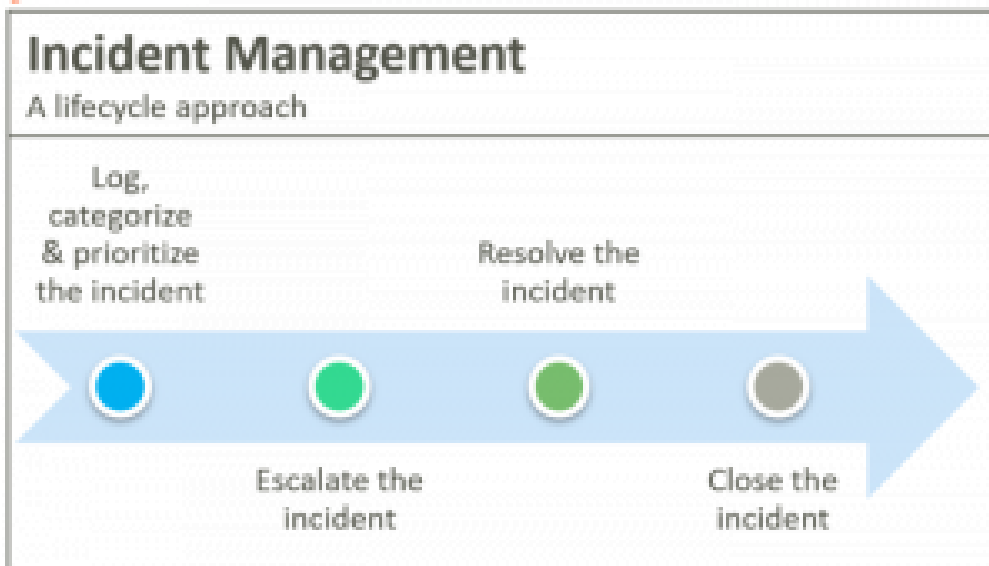 Incident Management
A lifecycle approach
Log,
categorize
& prioritize
the incident
Escalate the
incident
Resolve the
incident
Close the
incident